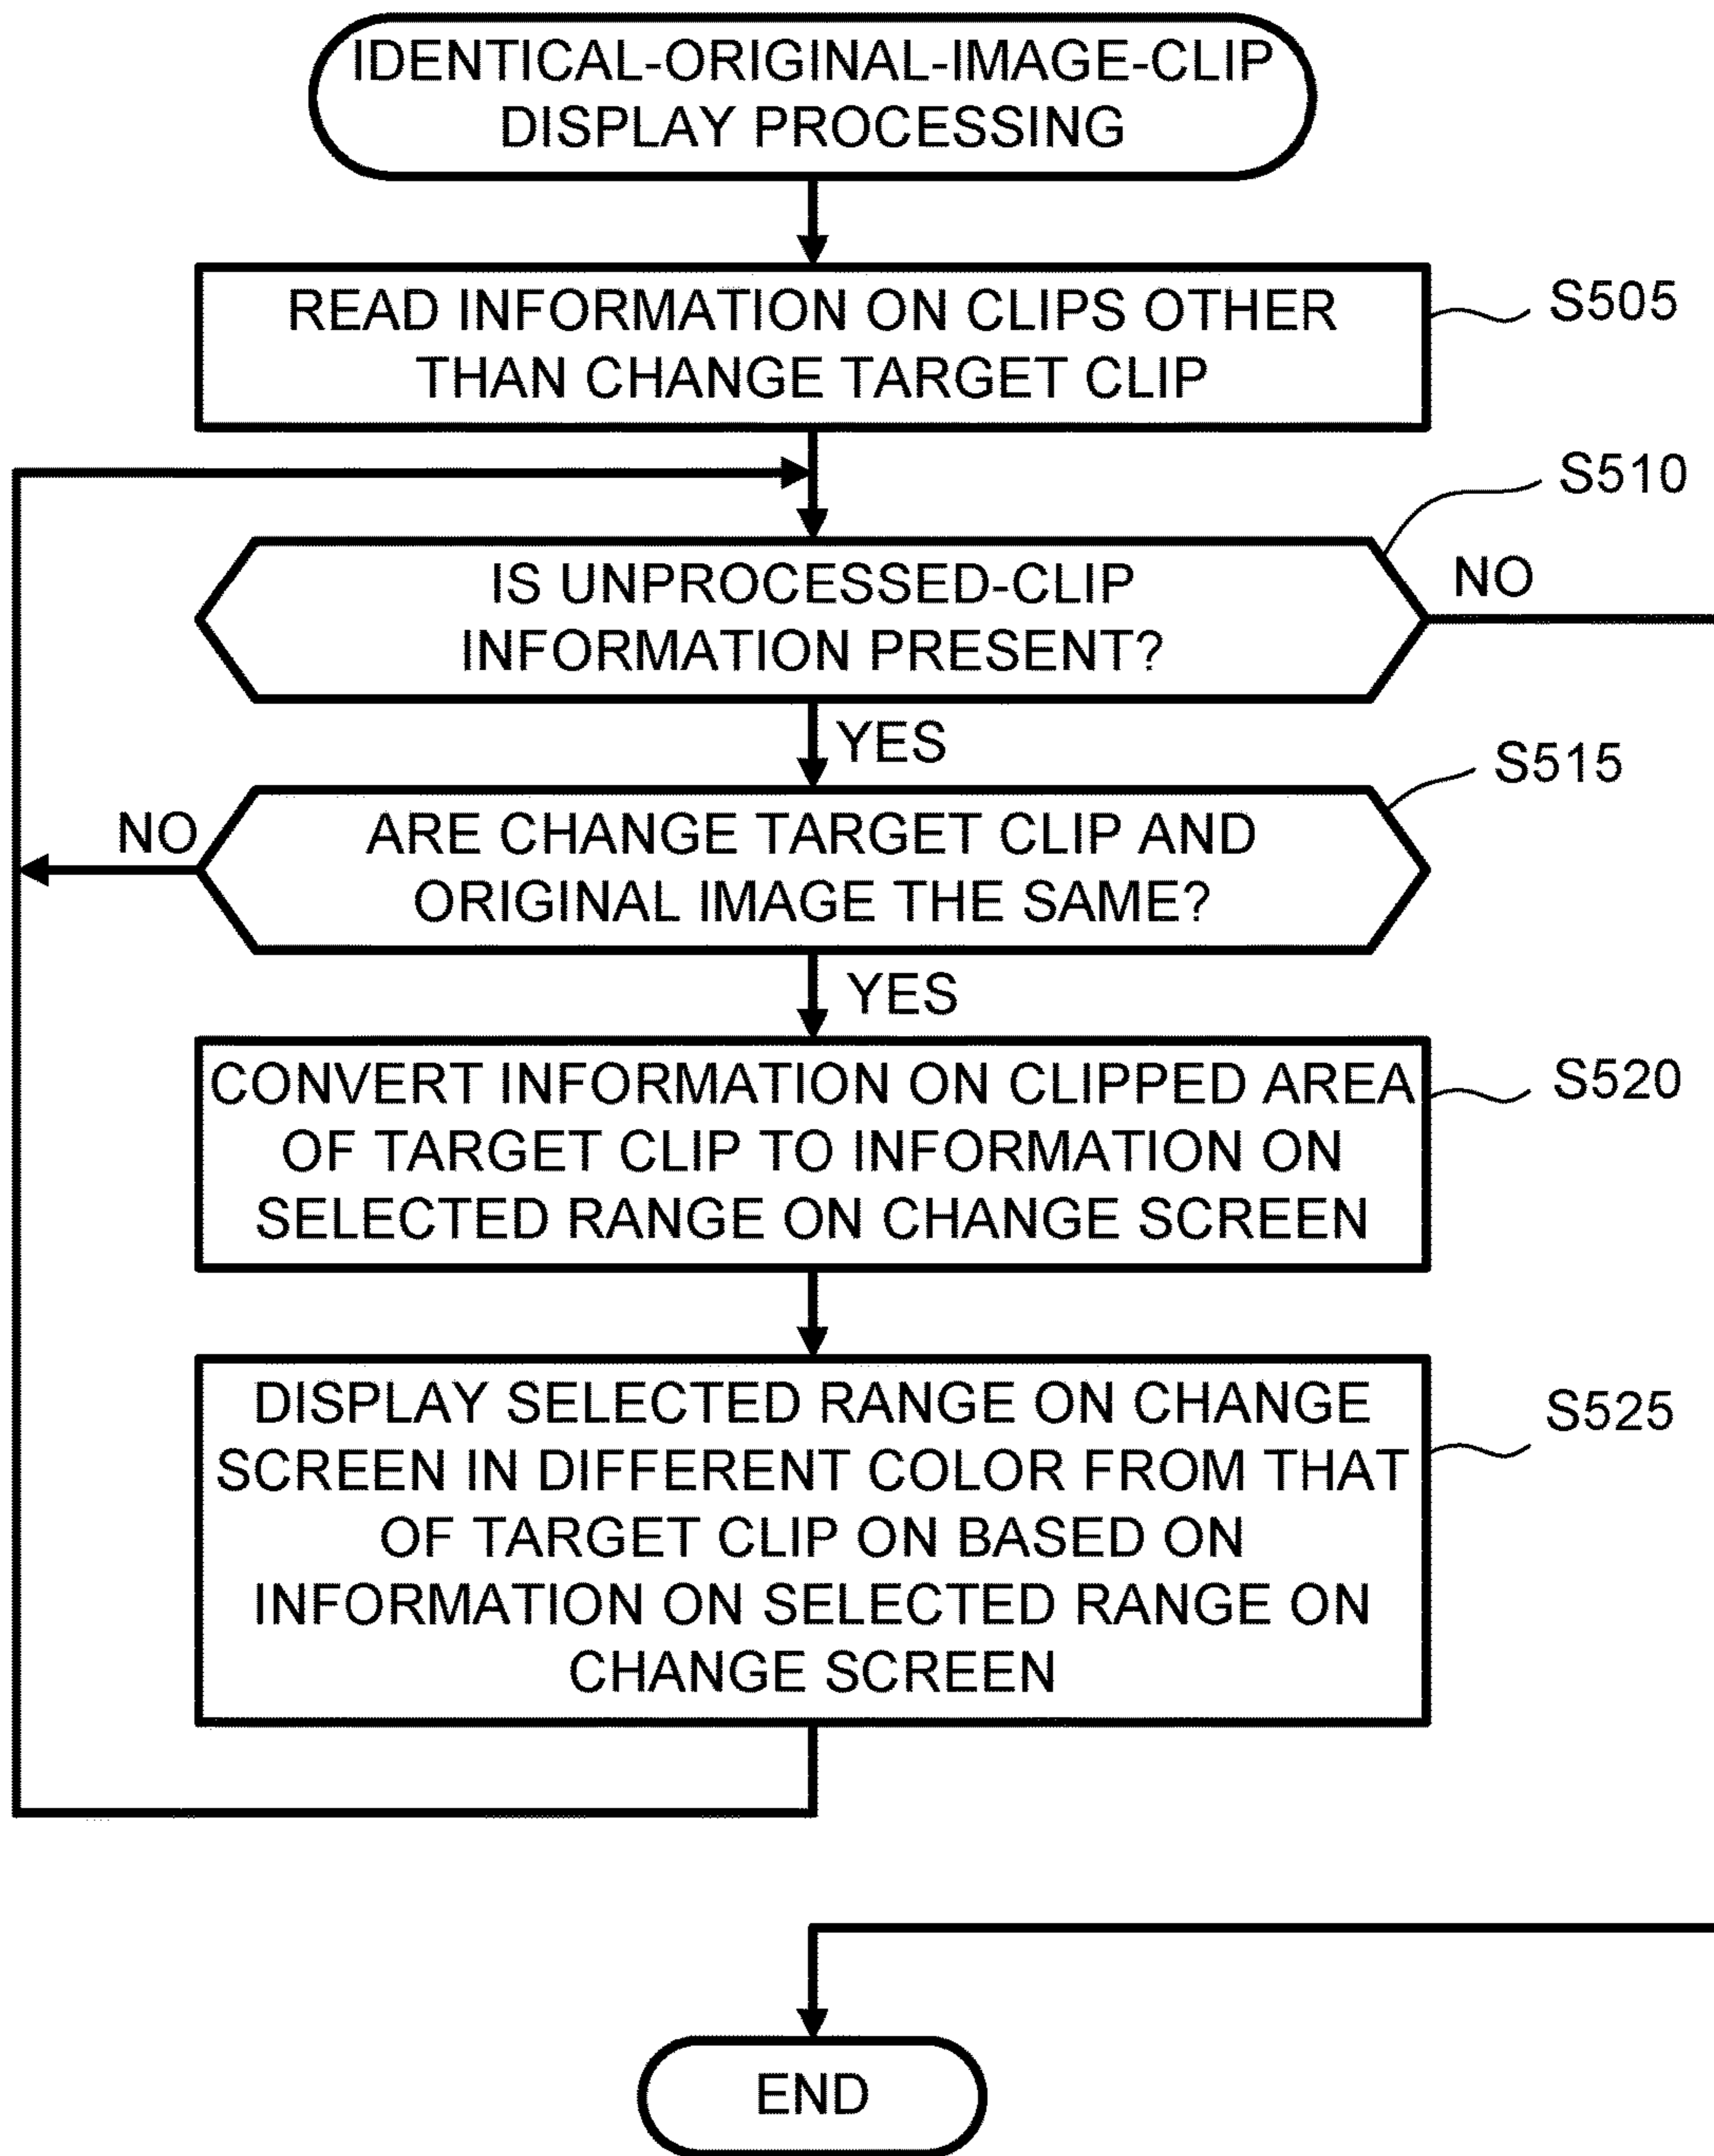 IDENTICAL-ORIGINAL-IMAGE-CLIP
DISPLAY PROCESSING
READ INFORMATION ON CLIPS OTHER
THAN CHANGE TARGET CLIP
S505
IS UNPROCESSED-CLIP
INFORMATION PRESENT?
S510
NO
YES
ARE CHANGE TARGET CLIP AND
ORIGINAL IMAGE THE SAME?
S515
NO
YES
CONVERT INFORMATION ON CLIPPED AREA
OF TARGET CLIP TO INFORMATION ON
SELECTED RANGE ON CHANGE SCREEN
S520
DISPLAY SELECTED RANGE ON CHANGE
SCREEN IN DIFFERENT COLOR FROM THAT
OF TARGET CLIP ON BASED ON
INFORMATION ON SELECTED RANGE ON
CHANGE SCREEN
S525
END